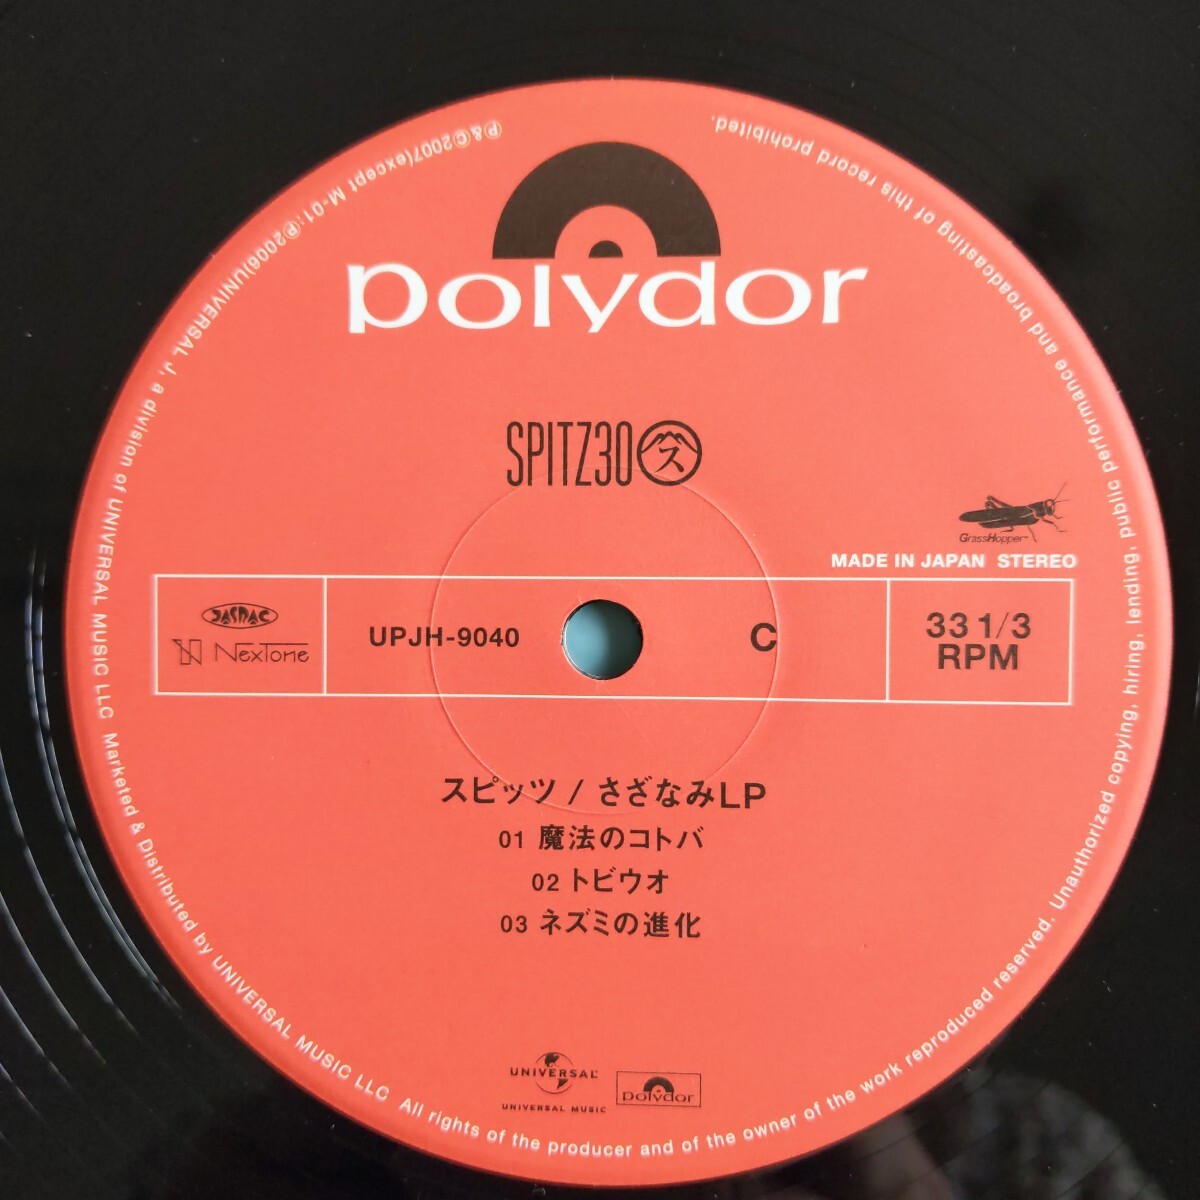 polydor
SPITZ30 ス
GrassHopper™
MADE IN JAPAN STEREO
JASRAC
NexTone
UPJH-9040
C
33 1/3
RPM
スピッツ / さざなみLP
01 魔法のコトバ
02 トビウオ
03 ネズミの進化
UNIVERSAL
UNIVERSAL MUSIC
polydor
℗&©2007(except M-01:℗2006)UNIVERSAL J, a division of UNIVERSAL MUSIC LLC Marketed & Distributed by UNIVERSAL MUSIC LLC All rights of the producer and of the owner of the work reproduced reserved. Unauthorized copying, hiring, lending, public performance and broadcasting of this record prohibited.